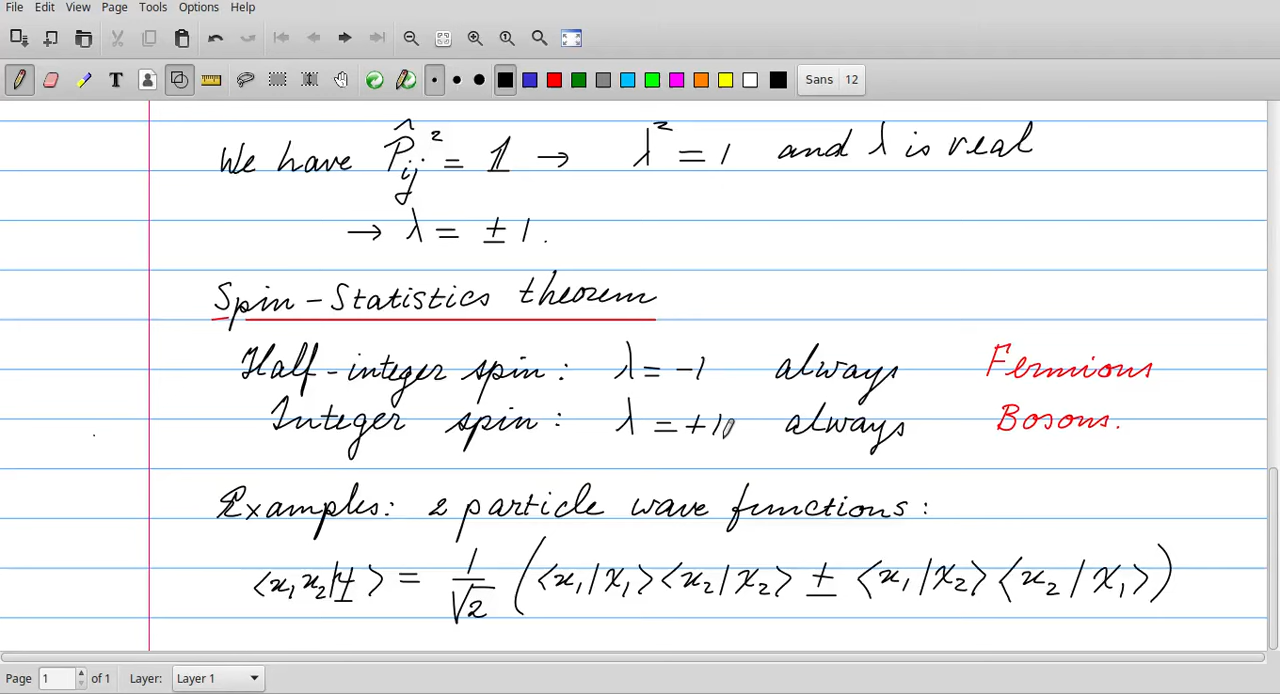 File Edit View Page Tools Options Help
Sans 12
We have P̂ij² = 𝟙 → λ² = 1 and λ is real
→ λ = ± 1.
Spin-Statistics theorem
Half-integer spin: λ = -1 always Fermions
Integer spin: λ = +10 always Bosons.
Examples: 2 particle wave functions:
⟨x₁x₂|Ψ⟩ = 1/√2 (⟨x₁|χ₁⟩⟨x₂|χ₂⟩ ± ⟨x₁|χ₂⟩⟨x₂|χ₁⟩)
Page 1 of 1 Layer: Layer 1